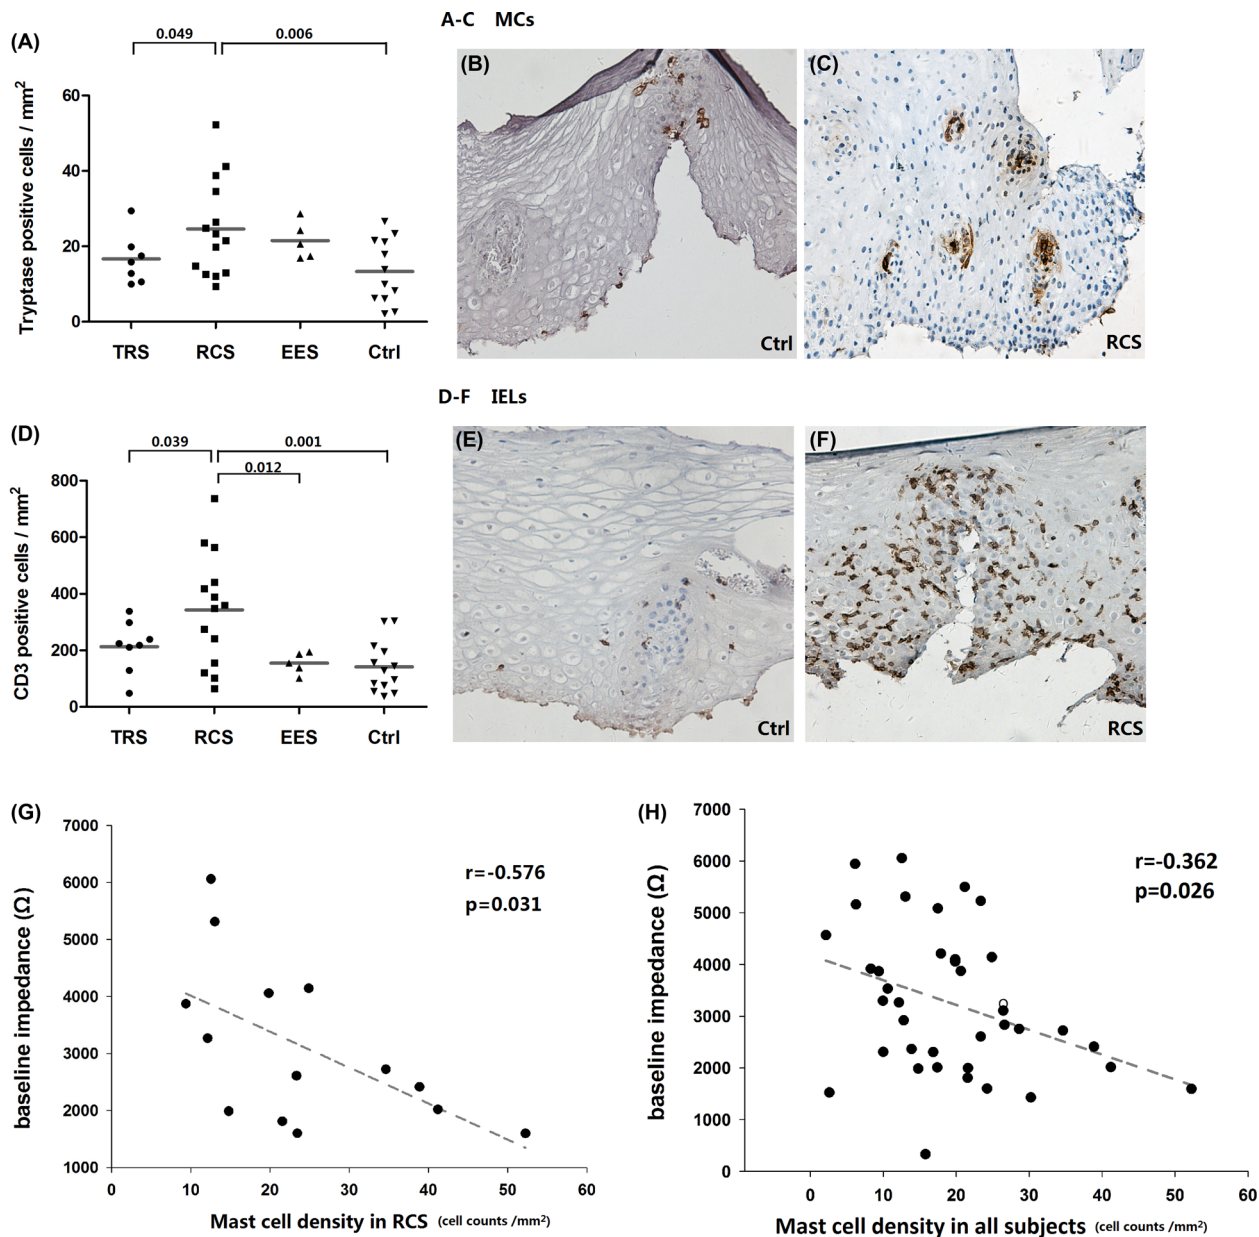 A-C MCs
(A)
0.049
0.006
Tryptase positive cells / mm²
60
40
20
0
TRS RCS EES Ctrl
(B)
Ctrl
(C)
RCS
D-F IELs
(D)
0.039
0.001
0.012
CD3 positive cells / mm²
800
600
400
200
0
TRS RCS EES Ctrl
(E)
Ctrl
(F)
RCS
(G)
r=-0.576
p=0.031
baseline impedance (Ω)
7000
6000
5000
4000
3000
2000
1000
0 10 20 30 40 50 60
Mast cell density in RCS (cell counts /mm²)
(H)
r=-0.362
p=0.026
baseline impedance (Ω)
7000
6000
5000
4000
3000
2000
1000
0
0 10 20 30 40 50 60
Mast cell density in all subjects (cell counts /mm²)